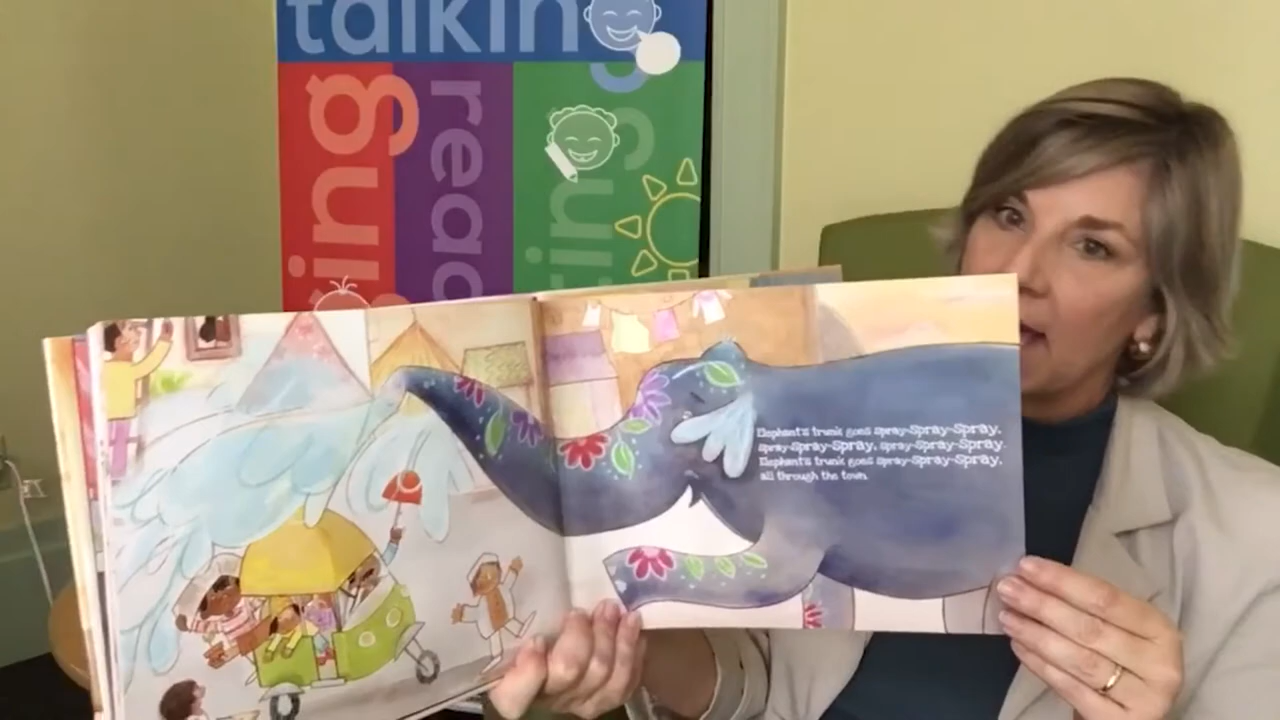 talkin
ing
read
ing
Elephant's trunk goes spray-spray-spray,
spray-spray-spray, spray-spray-spray.
Elephant's trunk goes spray-spray-spray,
all through the town.